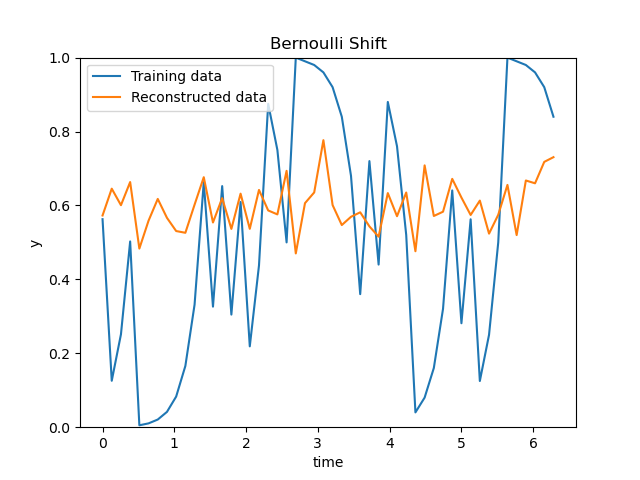 Bernoulli Shift
Training data
Reconstructed data
y
1.0
0.8
0.6
0.4
0.2
0.0
0 1 2 3 4 5 6
time